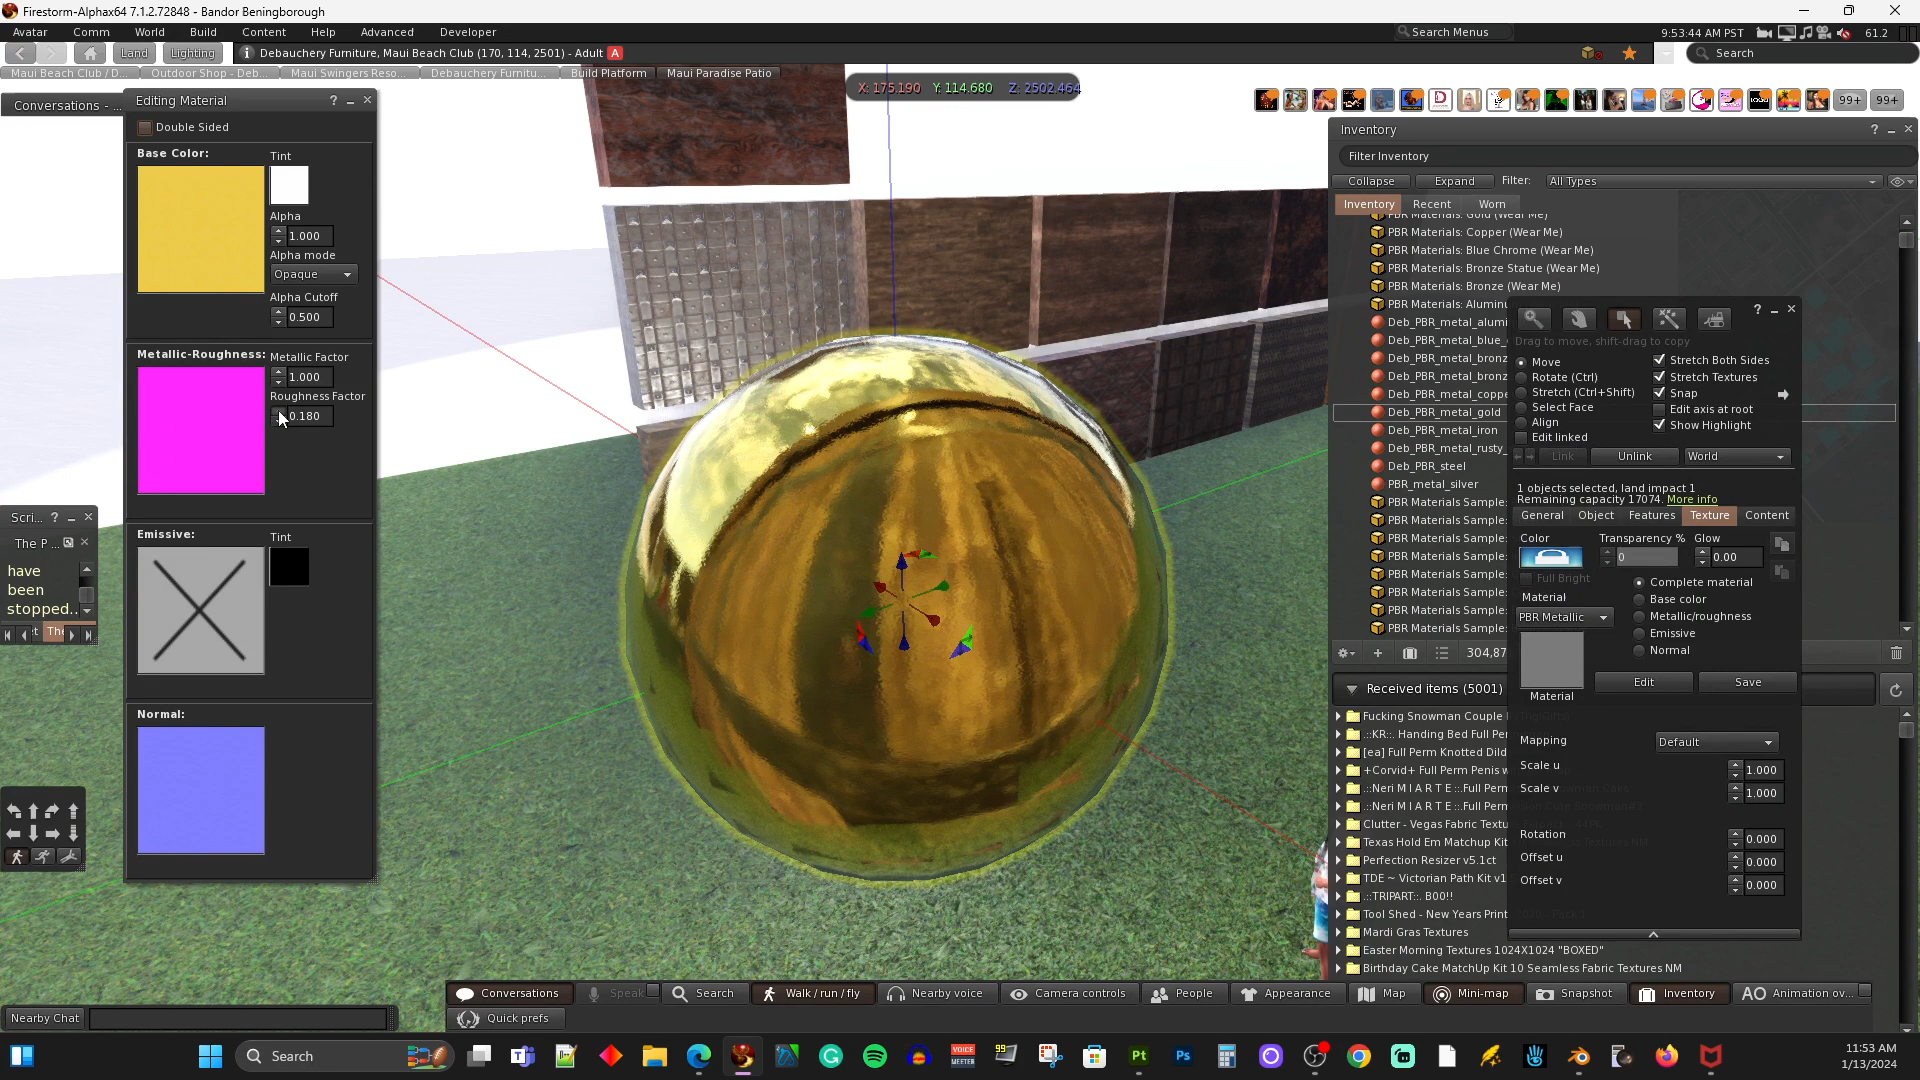 Firestorm-Alphax64 7.1.2.72848 - Bandor Beningborough
Avatar Comm World Build Content Help Advanced Developer
Search Menus
9:53:44 AM PST
61.2
Land Lighting
Debauchery Furniture, Maui Beach Club (170, 114, 2501) - Adult A
Search
Maui Beach Club / D... Outdoor Shop - Deb... Maui Swingers Reso... Debauchery Furnitu... Build Platform Maui Paradise Patio
X: 175.190 Y: 114.680 Z: 2502.464
99+ 99+
Conversations - ...
Editing Material ?
Double Sided
Base Color:
Tint
Alpha
1.000
Alpha mode
Opaque
Alpha Cutoff
0.500
Metallic-Roughness:
Metallic Factor
1.000
Roughness Factor
0.180
Emissive:
Tint
Normal:
Scri... ?
The P ...
have
been
stopped..
The
Nearby Chat
Inventory ?
Filter Inventory
Collapse Expand Filter: All Types
Inventory Recent Worn
PBR Materials: Gold (Wear Me)
PBR Materials: Copper (Wear Me)
PBR Materials: Blue Chrome (Wear Me)
PBR Materials: Bronze Statue (Wear Me)
PBR Materials: Bronze (Wear Me)
PBR Materials: Aluminu
Deb_PBR_metal_alumi
Deb_PBR_metal_blue_
Deb_PBR_metal_bronz
Deb_PBR_metal_bronz
Deb_PBR_metal_coppe
Deb_PBR_metal_gold
Deb_PBR_metal_iron
Deb_PBR_metal_rusty_
Deb_PBR_steel
PBR_metal_silver
PBR Materials Sample:
PBR Materials Sample:
PBR Materials Sample:
PBR Materials Sample:
PBR Materials Sample:
PBR Materials Sample:
PBR Materials Sample:
PBR Materials Sample:
304,87
Received items (5001)
Fucking Snowman Couple
.::KR::. Handing Bed Full Per
[ea] Full Perm Knotted Dild
+Corvid+ Full Perm Penis w
.::Neri M I A R T E ::.Full Perm
.::Neri M I A R T E ::.Full Perm
Clutter - Vegas Fabric Textu
Texas Hold Em Matchup Kit
Perfection Resizer v5.1ct
TDE ~ Victorian Path Kit v1
.::TRIPART::. B00!!
Tool Shed - New Years Print
Mardi Gras Textures
Easter Morning Textures 1024X1024 "BOXED"
Birthday Cake MatchUp Kit 10 Seamless Fabric Textures NM
?
Drag to move, shift-drag to copy
Move
Rotate (Ctrl)
Stretch (Ctrl+Shift)
Select Face
Align
Edit linked
Stretch Both Sides
Stretch Textures
Snap
Edit axis at root
Show Highlight
Link Unlink World
1 objects selected, land impact 1
Remaining capacity 17074. More info
General Object Features Texture Content
Color Transparency % Glow
0 0.00
Full Bright
Material
PBR Metallic
Complete material
Base color
Metallic/roughness
Emissive
Normal
Material
Edit Save
Mapping Default
Scale u 1.000
Scale v 1.000
Rotation 0.000
Offset u 0.000
Offset v 0.000
Conversations Speak Search Walk / run / fly Nearby voice Camera controls People Appearance Map Mini-map Snapshot Inventory AO Animation ov...
Quick prefs
Search
VOICE MEETER
99
Pt Ps
11:53 AM
1/13/2024